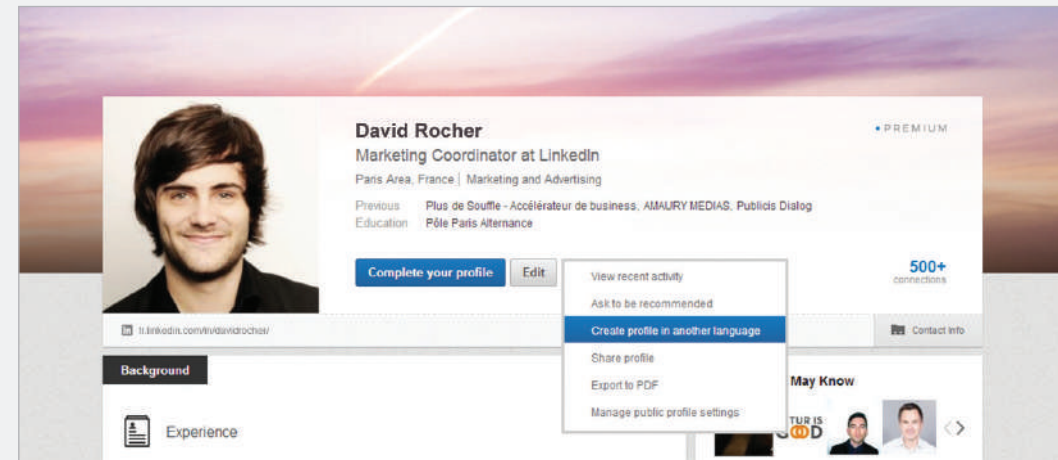 David Rocher
• PREMIUM
Marketing Coordinator at LinkedIn
Paris Area, France | Marketing and Advertising
Previous Plus de Souffle - Accélérateur de business, AMAURY MEDIAS, Publicis Dialog
Education Pôle Paris Alternance
Complete your profile Edit
500+
connections
View recent activity
Ask to be recommended
Create profile in another language
Share profile
Export to PDF
Manage public profile settings
fr.linkedin.com/in/davidrocher/
Contact Info
Background
Experience
May Know